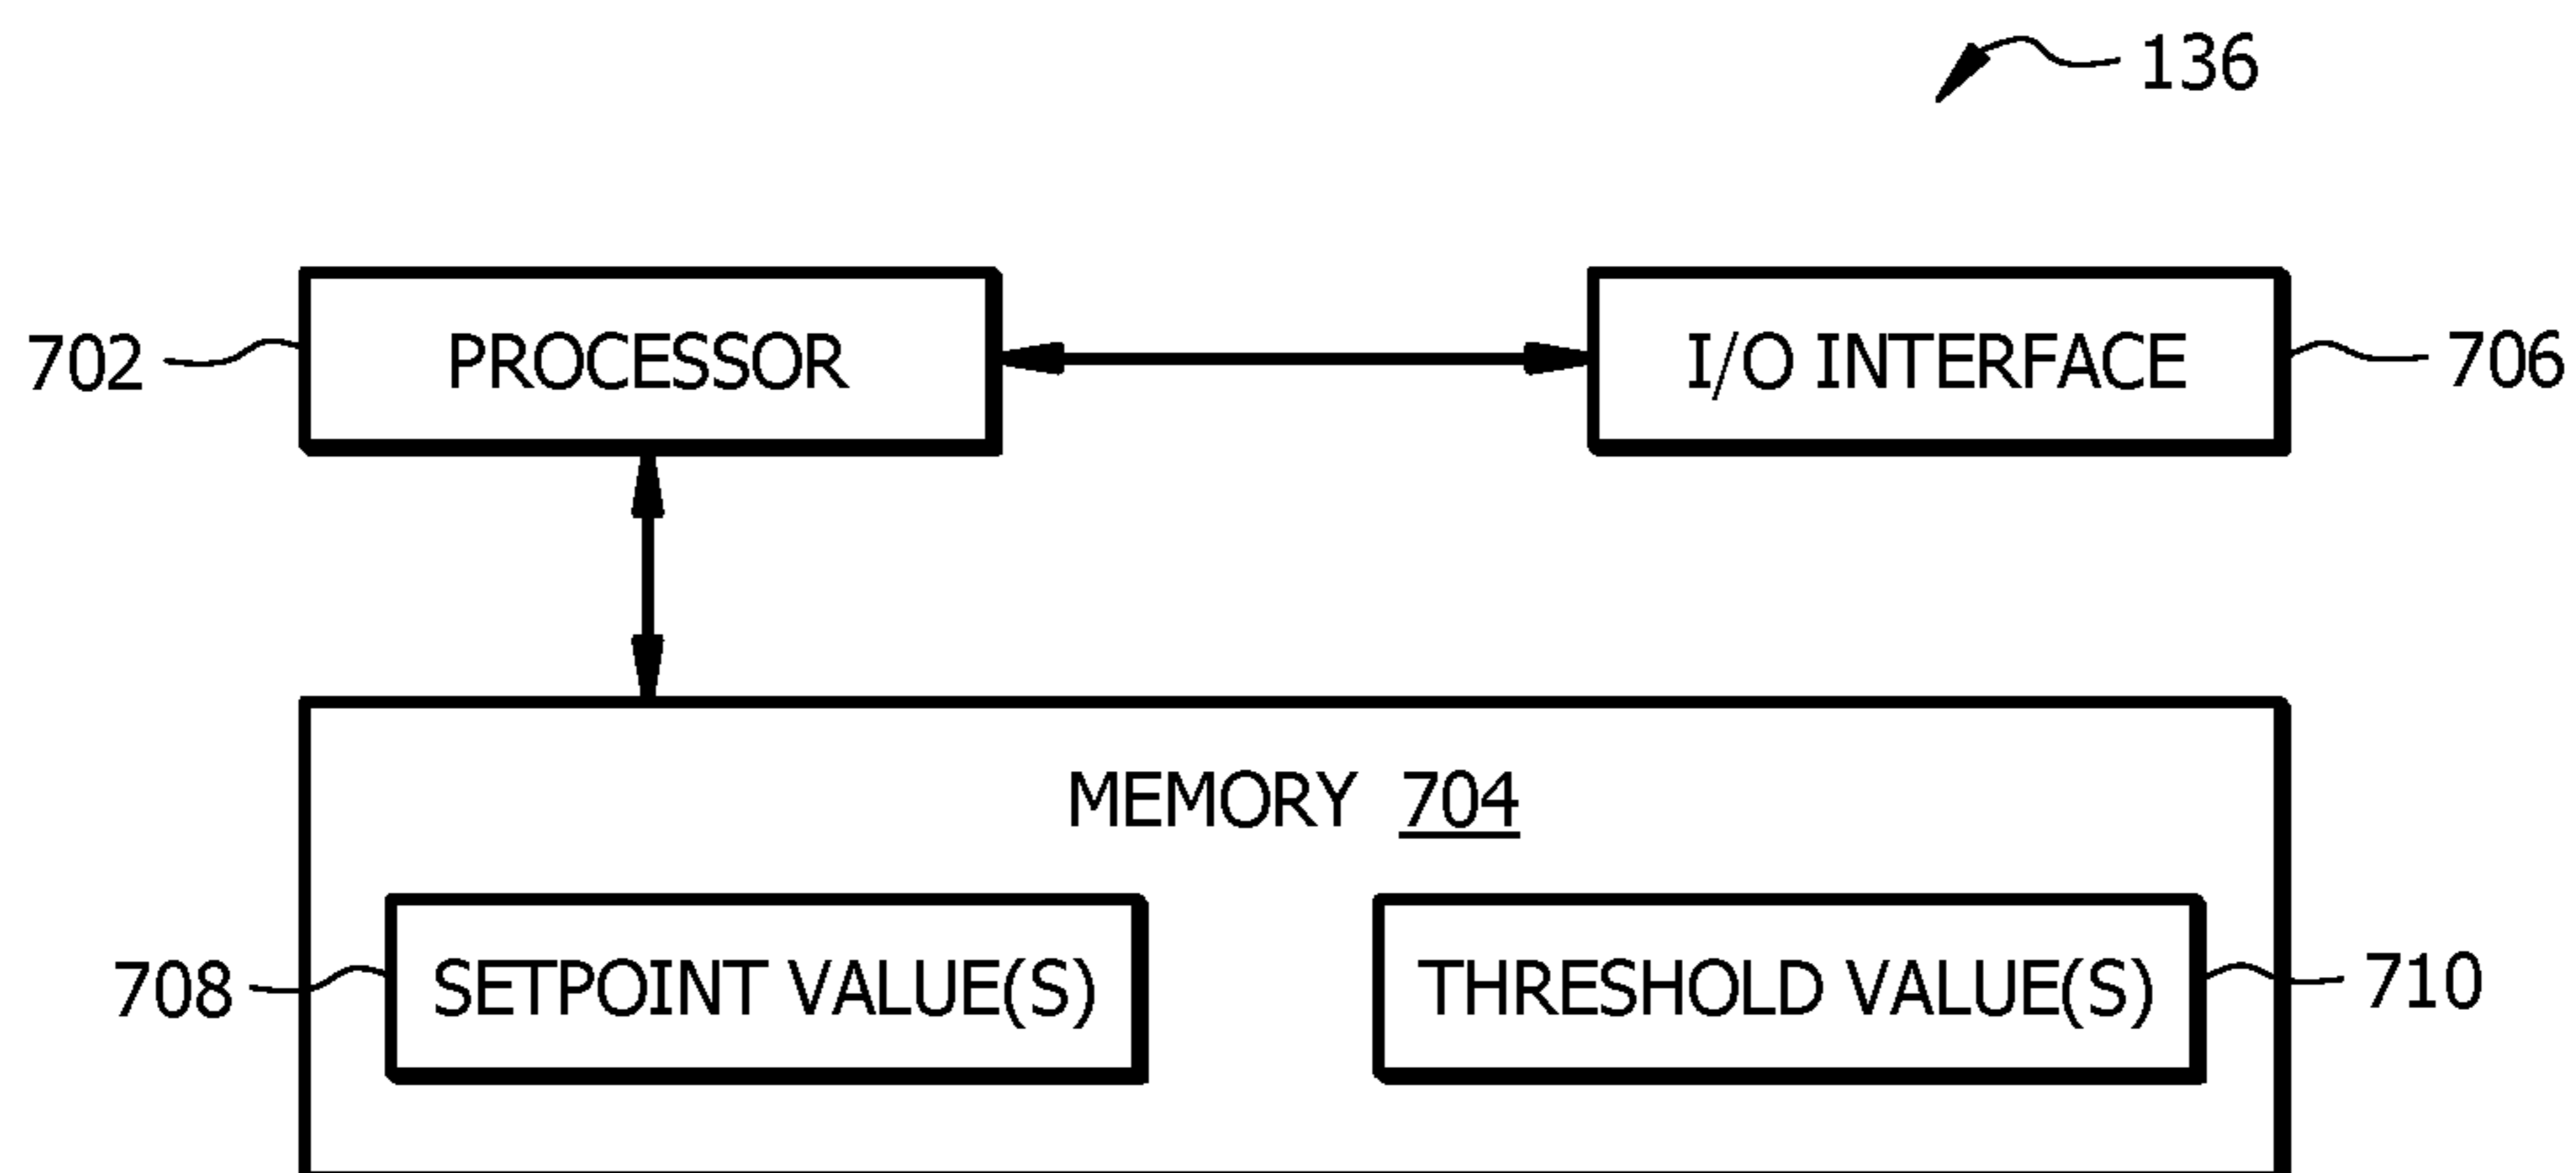 136
702 PROCESSOR I/O INTERFACE 706
MEMORY 704
708 SETPOINT VALUE(S) THRESHOLD VALUE(S) 710